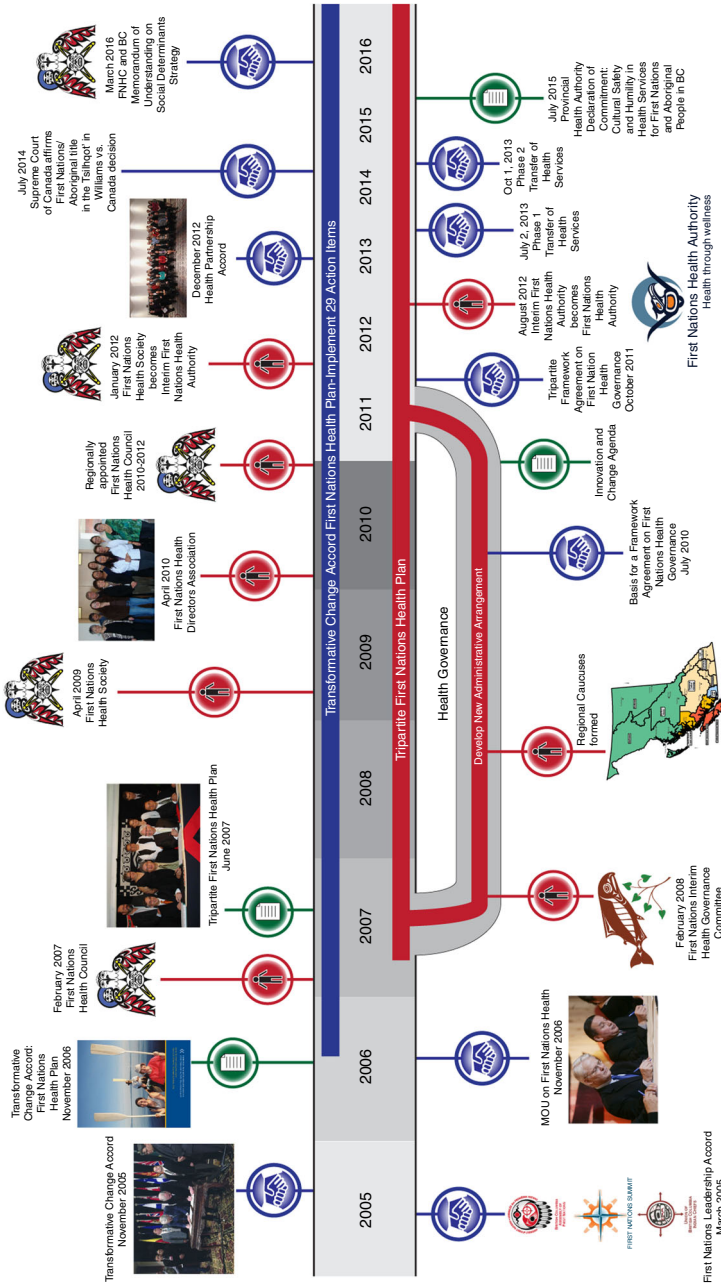 Transformative Change Accord
November 2005
Transformative
Change Accord:
First Nations
Health Plan
November 2006
February 2007
First Nations
Health Council
Tripartite First Nations Health Plan
June 2007
April 2009
First Nations
Health Society
April 2010
First Nations Health
Directors Association
Regionally
appointed
First Nations
Health Council
2010-2012
January 2012
First Nations
Health Society
becomes
Interim First
Nations Health
Authority
December 2012
Health Partnership
Accord
July 2014
Supreme Court
of Canada affirms
First Nations/
Aboriginal title
in the Tsilhqot'in
Williams vs.
Canada decision
March 2016
FNHC and BC
Memorandum of
Understanding on
Social Determinants
Strategy
Transformative Change Accord First Nations Health Plan-Implement 29 Action Items
2005
2006
2007
2008
2009
2010
2011
2012
2013
2014
2015
2016
Tripartite First Nations Health Plan
Health Governance
Develop New Administrative Arrangement
FIRST NATIONS SUMMIT
First Nations Leadership Accord
March 2005
MOU on First Nations Health
November 2006
February 2008
First Nations Interim
Health Governance
Committee
Regional Caucuses
formed
Basis for a Framework
Agreement on First
Nations Health
Governance
July 2010
Innovation and
Change Agenda
Tripartite
Framework
Agreement on
First Nation
Health
Governance
October 2011
August 2012
Interim First
Nations Health
Authority
becomes
First Nations
Health
Authority
First Nations Health Authority
Health through wellness
July 2, 2013
Phase 1
Transfer of
Health
Services
Oct 1, 2013
Phase 2
Transfer of
Health
Services
July 2015
Provincial
Health Authority
Declaration of
Commitment:
Cultural Safety
and Humility in
Health Services
for First Nations
and Aboriginal
People in BC